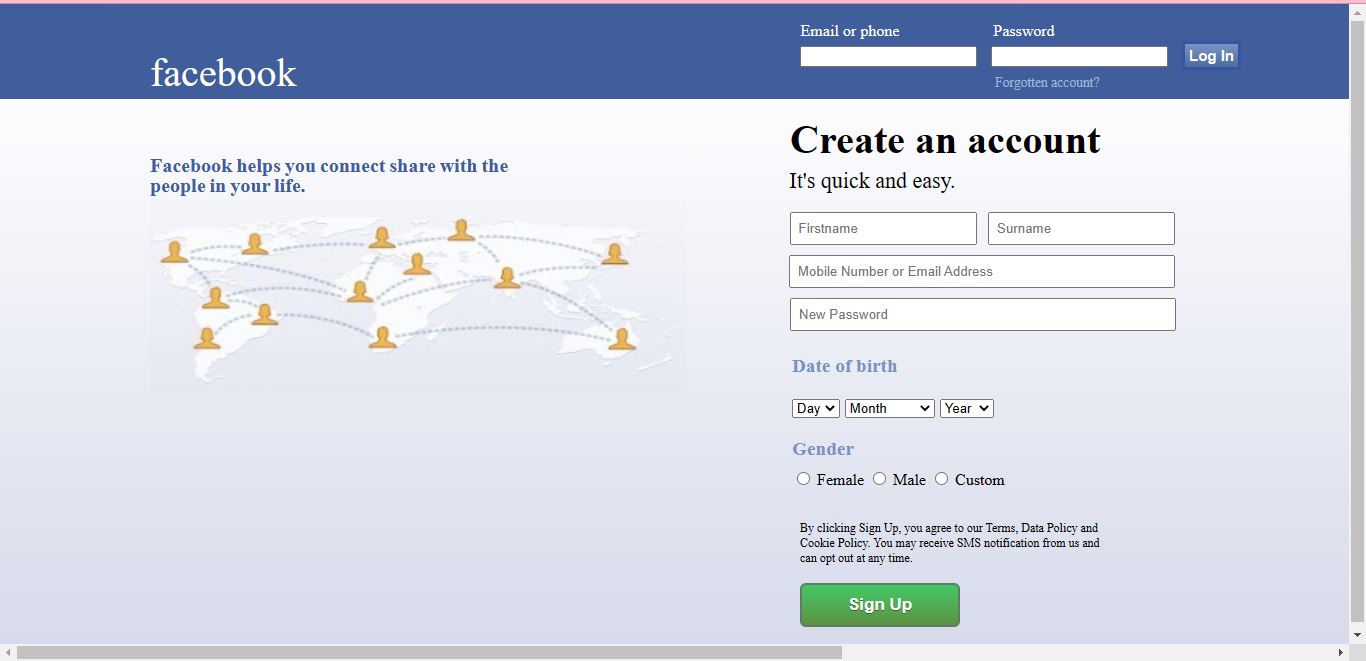 Email or phone
Password
facebook
Log In
Forgotten account?
Create an account
Facebook helps you connect share with the
people in your life.
It's quick and easy.
Firstname
Surname
Mobile Number or Email Address
New Password
Date of birth
Day
Month
Year
Gender
Female
Male
Custom
By clicking Sign Up, you agree to our Terms, Data Policy and
Cookie Policy. You may receive SMS notification from us and
can opt out at any time.
Sign Up